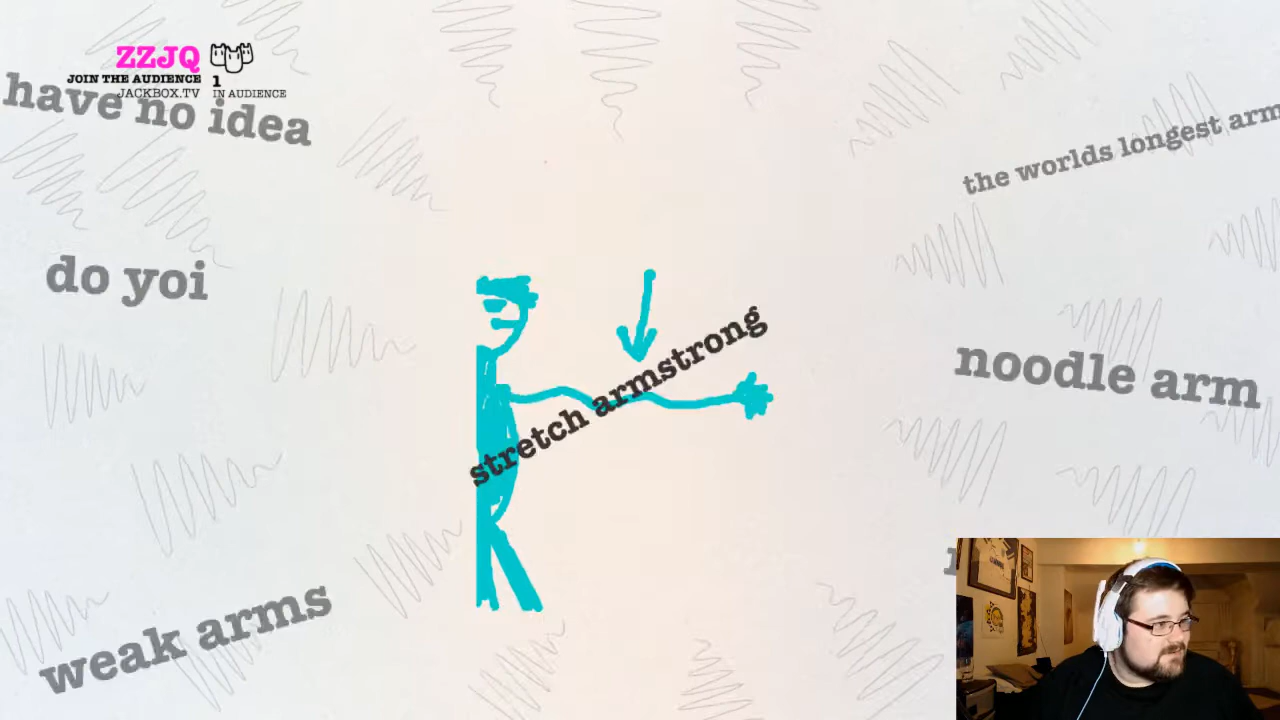 ZZJQ
JOIN THE AUDIENCE
JACKBOX.TV
1
IN AUDIENCE
have no idea
the worlds longest arm
do yoi
stretch armstrong
noodle arm
weak arms